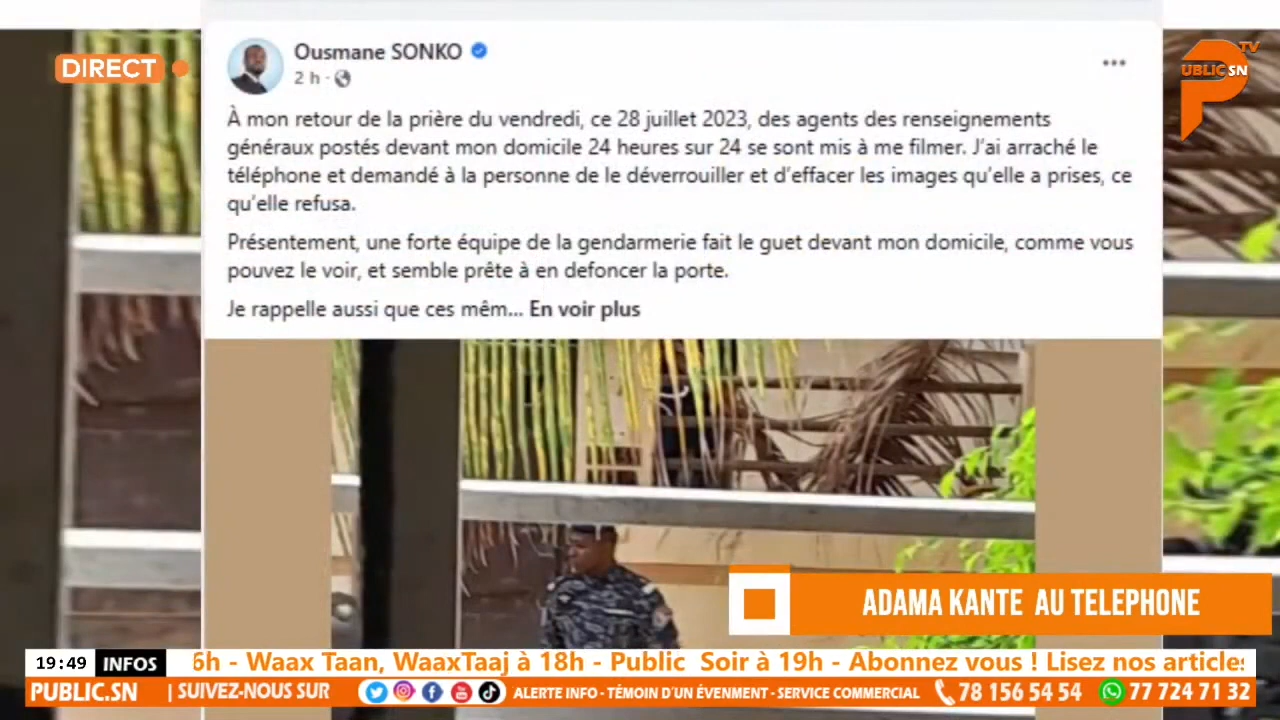 DIRECT
TV
PUBLIC SN
Ousmane SONKO
2 h ·
À mon retour de la prière du vendredi, ce 28 juillet 2023, des agents des renseignements
généraux postés devant mon domicile 24 heures sur 24 se sont mis à me filmer. J'ai arraché le
téléphone et demandé à la personne de le déverrouiller et d'effacer les images qu'elle a prises, ce
qu'elle refusa.
Présentement, une forte équipe de la gendarmerie fait le guet devant mon domicile, comme vous
pouvez le voir, et semble prête à en defoncer la porte.
Je rappelle aussi que ces mêm... En voir plus
ADAMA KANTE AU TELEPHONE
19:49 INFOS 6h - Waax Taan, WaaxTaaj à 18h - Public Soir à 19h - Abonnez vous ! Lisez nos articles
PUBLIC.SN | SUIVEZ-NOUS SUR ALERTE INFO - TÉMOIN D'UN ÉVENMENT - SERVICE COMMERCIAL 78 156 54 54 77 724 71 32